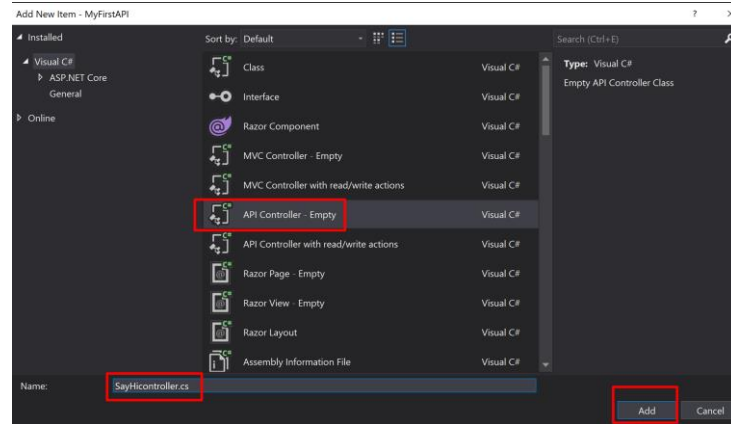 Add New Item - MyFirstAPI
Installed
Sort by: Default
Search (Ctrl+E)
Visual C#
ASP.NET Core
General
Online
Class Visual C#
Interface Visual C#
Razor Component Visual C#
MVC Controller - Empty Visual C#
MVC Controller with read/write actions Visual C#
API Controller - Empty Visual C#
API Controller with read/write actions Visual C#
Razor Page - Empty Visual C#
Razor View - Empty Visual C#
Razor Layout Visual C#
Assembly Information File Visual C#
Type: Visual C#
Empty API Controller Class
Name: SayHicontroller.cs
Add Cancel